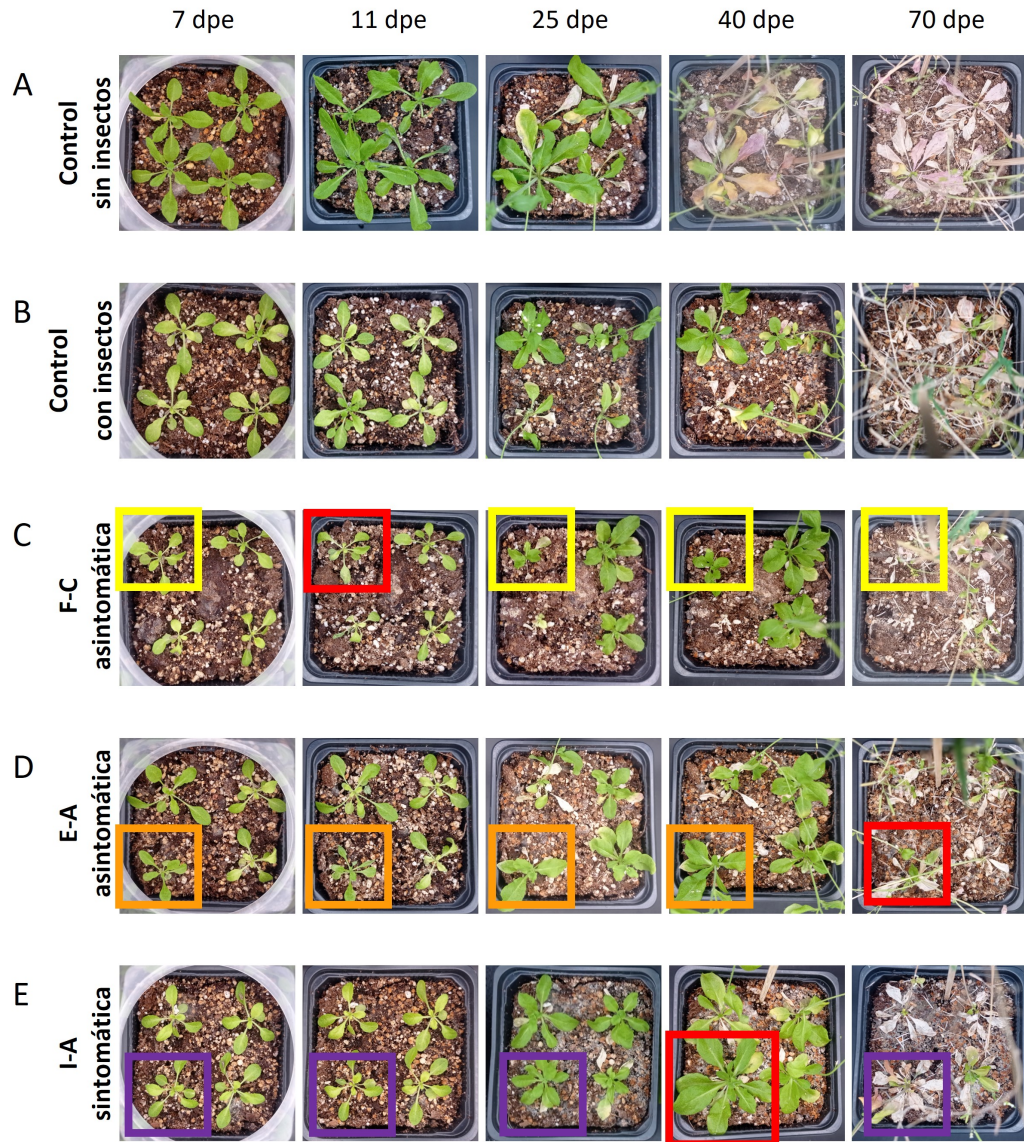 7 dpe 11 dpe 25 dpe 40 dpe 70 dpe
A
Control
sin insectos
B
Control
con insectos
C
F-C
asintomática
D
E-A
asintomática
E
I-A
sintomática